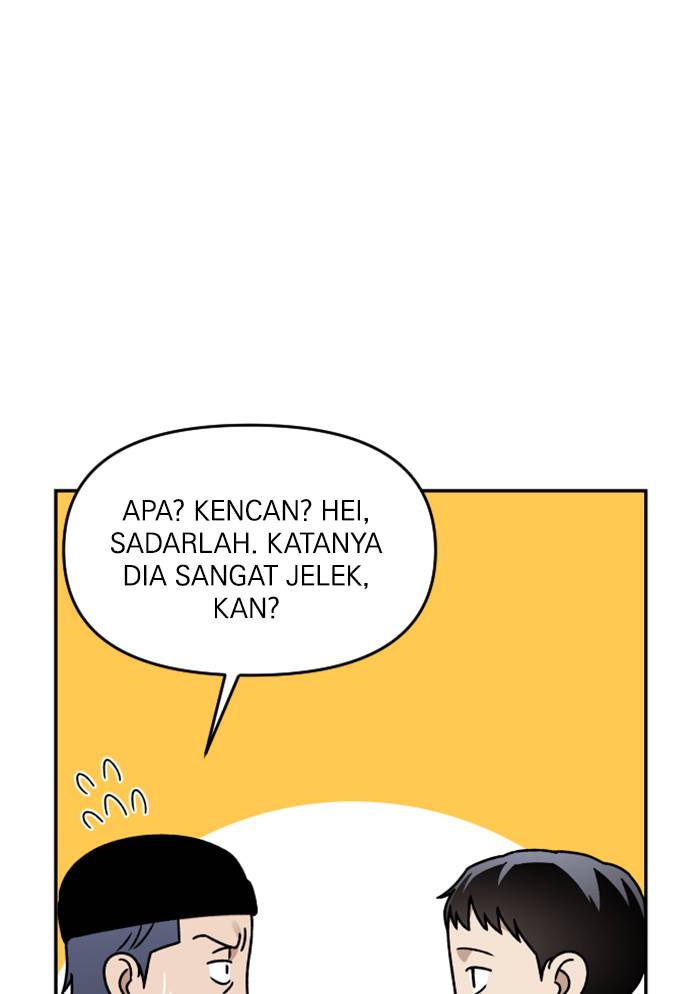 APA? KENCAN? HEI,
SADARLAH. KATANYA
DIA SANGAT JELEK,
KAN?